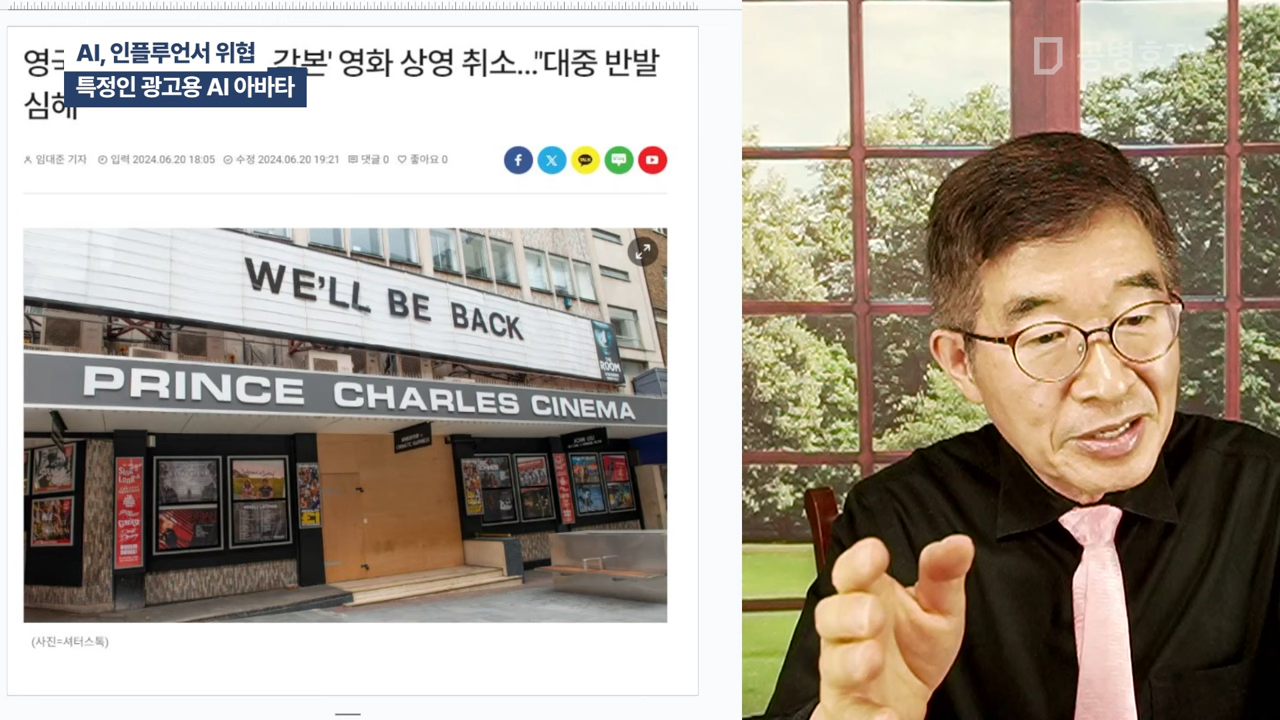 AI, 인플루언서 위협
특정인 광고용 AI 아바타
각본' 영화 상영 취소..."대중 반발
심해"
임대준 기자 입력 2024.06.20 18:05 수정 2024.06.20 19:21 댓글 0 좋아요 0
WE'LL BE BACK
PRINCE CHARLES CINEMA
THE ROOM
(사진=셔터스톡)